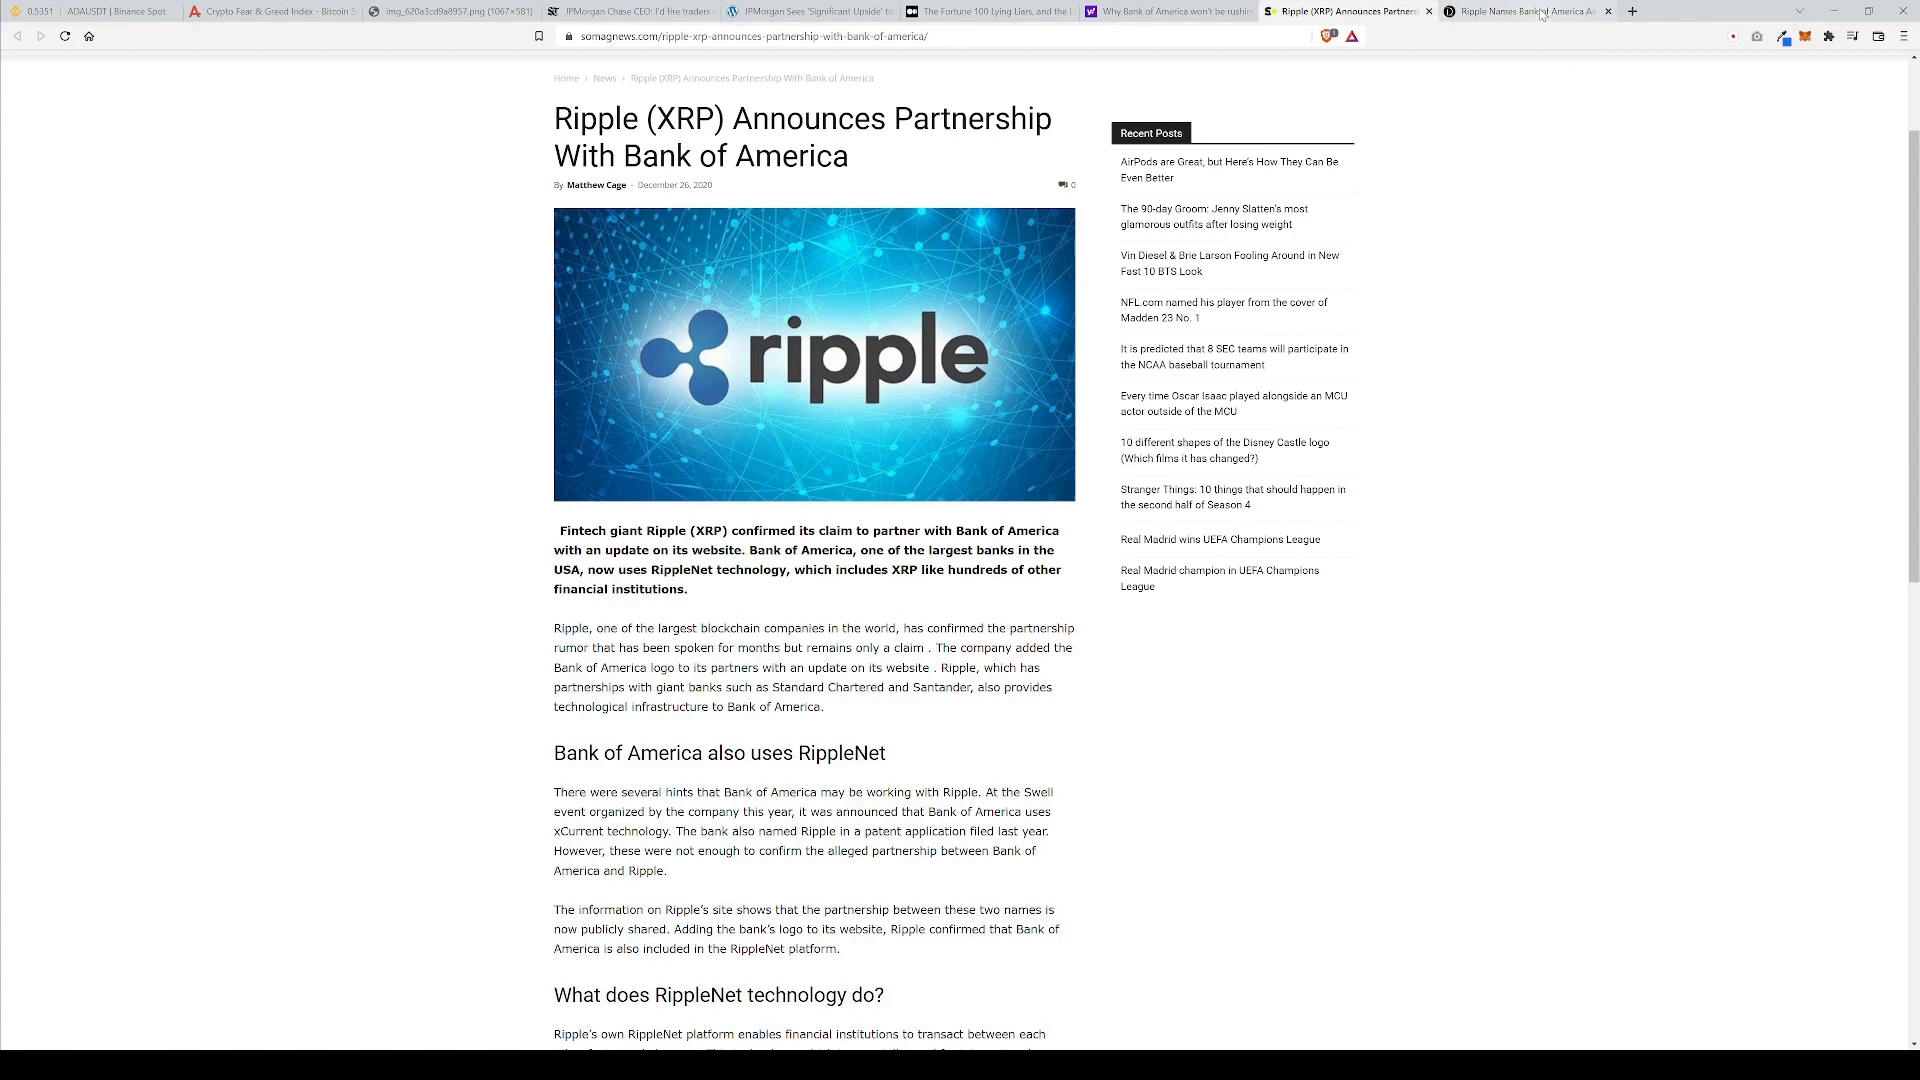 0.5351 | ADAUSDT | Binance Spot
Crypto Fear & Greed Index - Bitcoin S
img_620a3cd9a8957.png (1067×581)
JPMorgan Chase CEO: I'd fire traders
JPMorgan Sees 'Significant Upside' to
The Fortune 100 Lying Liars, and the
Why Bank of America won't be rushin
Ripple (XRP) Announces Partners
Ripple Names Bank of America As
somagnews.com/ripple-xrp-announces-partnership-with-bank-of-america/
Home › News › Ripple (XRP) Announces Partnership With Bank of America
Ripple (XRP) Announces Partnership
With Bank of America
By Matthew Cage - December 26, 2020
0
ripple
Fintech giant Ripple (XRP) confirmed its claim to partner with Bank of America
with an update on its website. Bank of America, one of the largest banks in the
USA, now uses RippleNet technology, which includes XRP like hundreds of other
financial institutions.
Ripple, one of the largest blockchain companies in the world, has confirmed the partnership
rumor that has been spoken for months but remains only a claim . The company added the
Bank of America logo to its partners with an update on its website . Ripple, which has
partnerships with giant banks such as Standard Chartered and Santander, also provides
technological infrastructure to Bank of America.
Bank of America also uses RippleNet
There were several hints that Bank of America may be working with Ripple. At the Swell
event organized by the company this year, it was announced that Bank of America uses
xCurrent technology. The bank also named Ripple in a patent application filed last year.
However, these were not enough to confirm the alleged partnership between Bank of
America and Ripple.
The information on Ripple's site shows that the partnership between these two names is
now publicly shared. Adding the bank's logo to its website, Ripple confirmed that Bank of
America is also included in the RippleNet platform.
What does RippleNet technology do?
Ripple's own RippleNet platform enables financial institutions to transact between each
Recent Posts
AirPods are Great, but Here's How They Can Be
Even Better
The 90-day Groom: Jenny Slatten's most
glamorous outfits after losing weight
Vin Diesel & Brie Larson Fooling Around in New
Fast 10 BTS Look
NFL.com named his player from the cover of
Madden 23 No. 1
It is predicted that 8 SEC teams will participate in
the NCAA baseball tournament
Every time Oscar Isaac played alongside an MCU
actor outside of the MCU
10 different shapes of the Disney Castle logo
(Which films it has changed?)
Stranger Things: 10 things that should happen in
the second half of Season 4
Real Madrid wins UEFA Champions League
Real Madrid champion in UEFA Champions
League